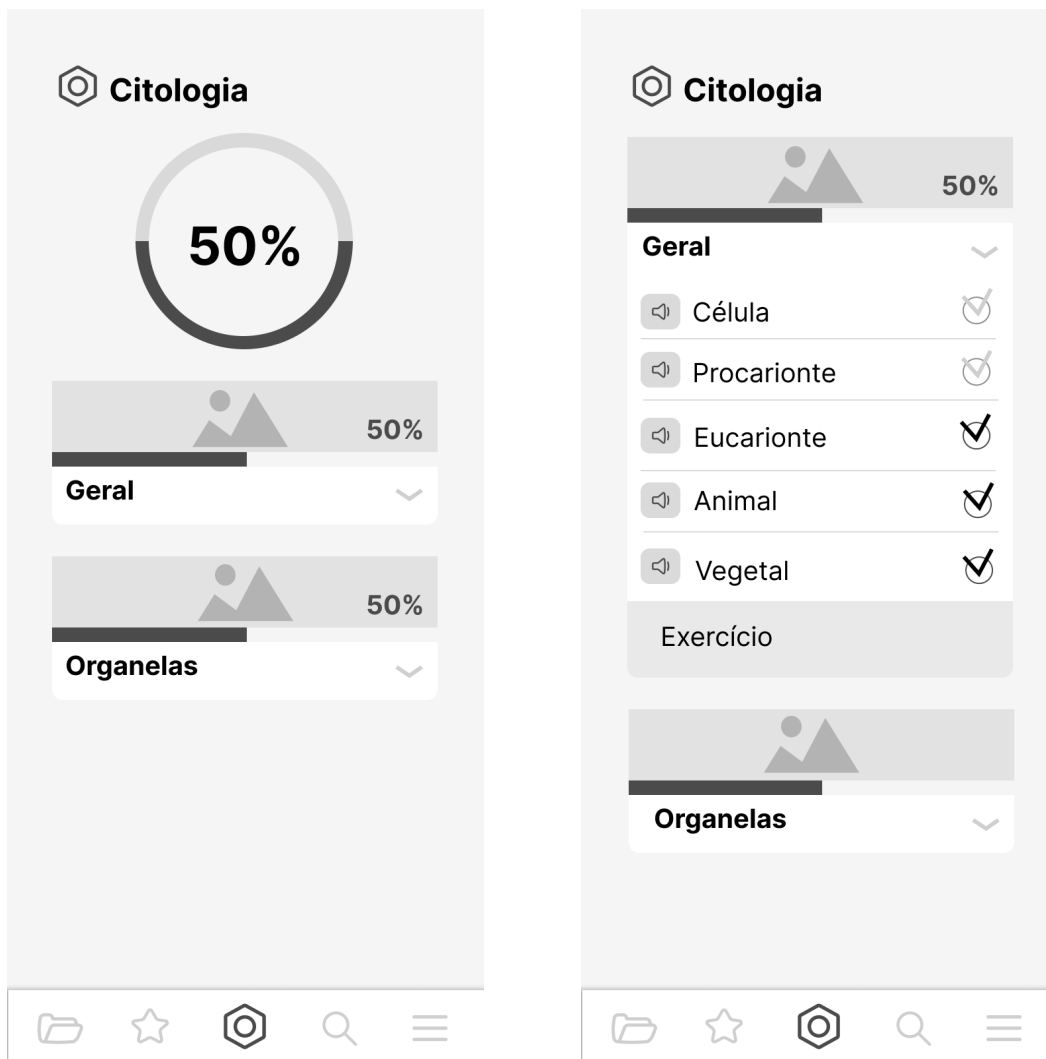 Citologia
50%
50%
Geral
50%
Organelas
Citologia
50%
Geral
Célula
Procarionte
Eucarionte
Animal
Vegetal
Exercício
Organelas